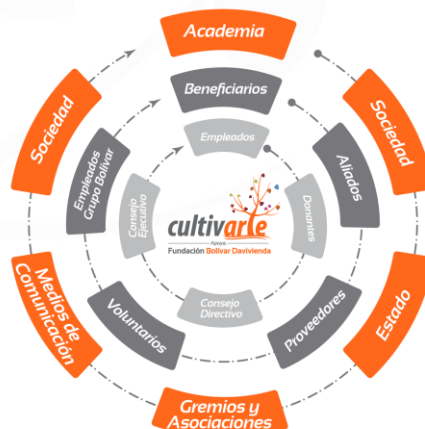 Academia
Sociedad
Sociedad
Beneficiarios
Empleados
Empleados
Grupo Bolívar
Aliados
Consejo
Ejecutivo
Donantes
cultivarte
Apoya
Fundación Bolívar Davivienda
Medios de
Comunicación
Voluntarios
Consejo
Directivo
Proveedores
Estado
Gremios y
Asociaciones